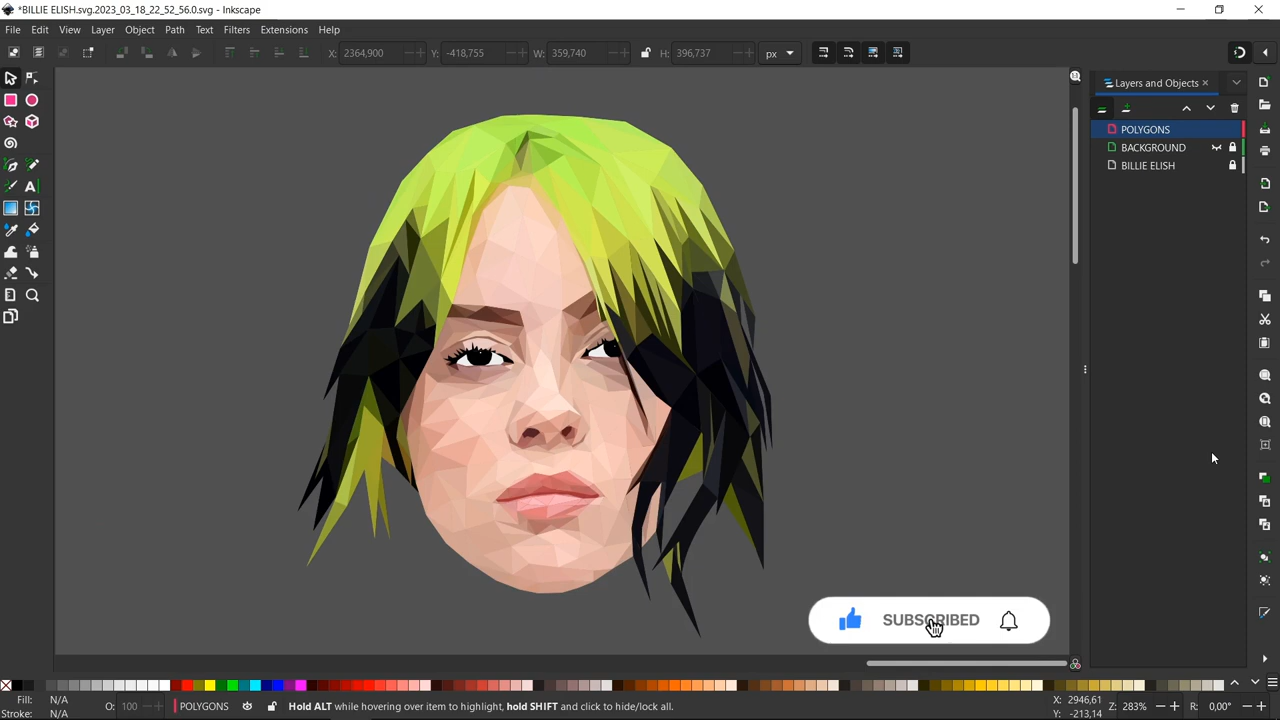 *BILLIE ELISH.svg.2023_03_18_22_52_56.0.svg - Inkscape
File Edit View Layer Object Path Text Filters Extensions Help
X: 2364,900 Y: -418,755 W: 359,740 H: 396,737 px
Layers and Objects
POLYGONS
BACKGROUND
BILLIE ELISH
SUBSCRIBED
Fill: N/A
Stroke: N/A
O: 100
POLYGONS
Hold ALT while hovering over item to highlight, hold SHIFT and click to hide/lock all.
X: 2946,61
Y: -213,14
Z: 283%
R: 0,00°